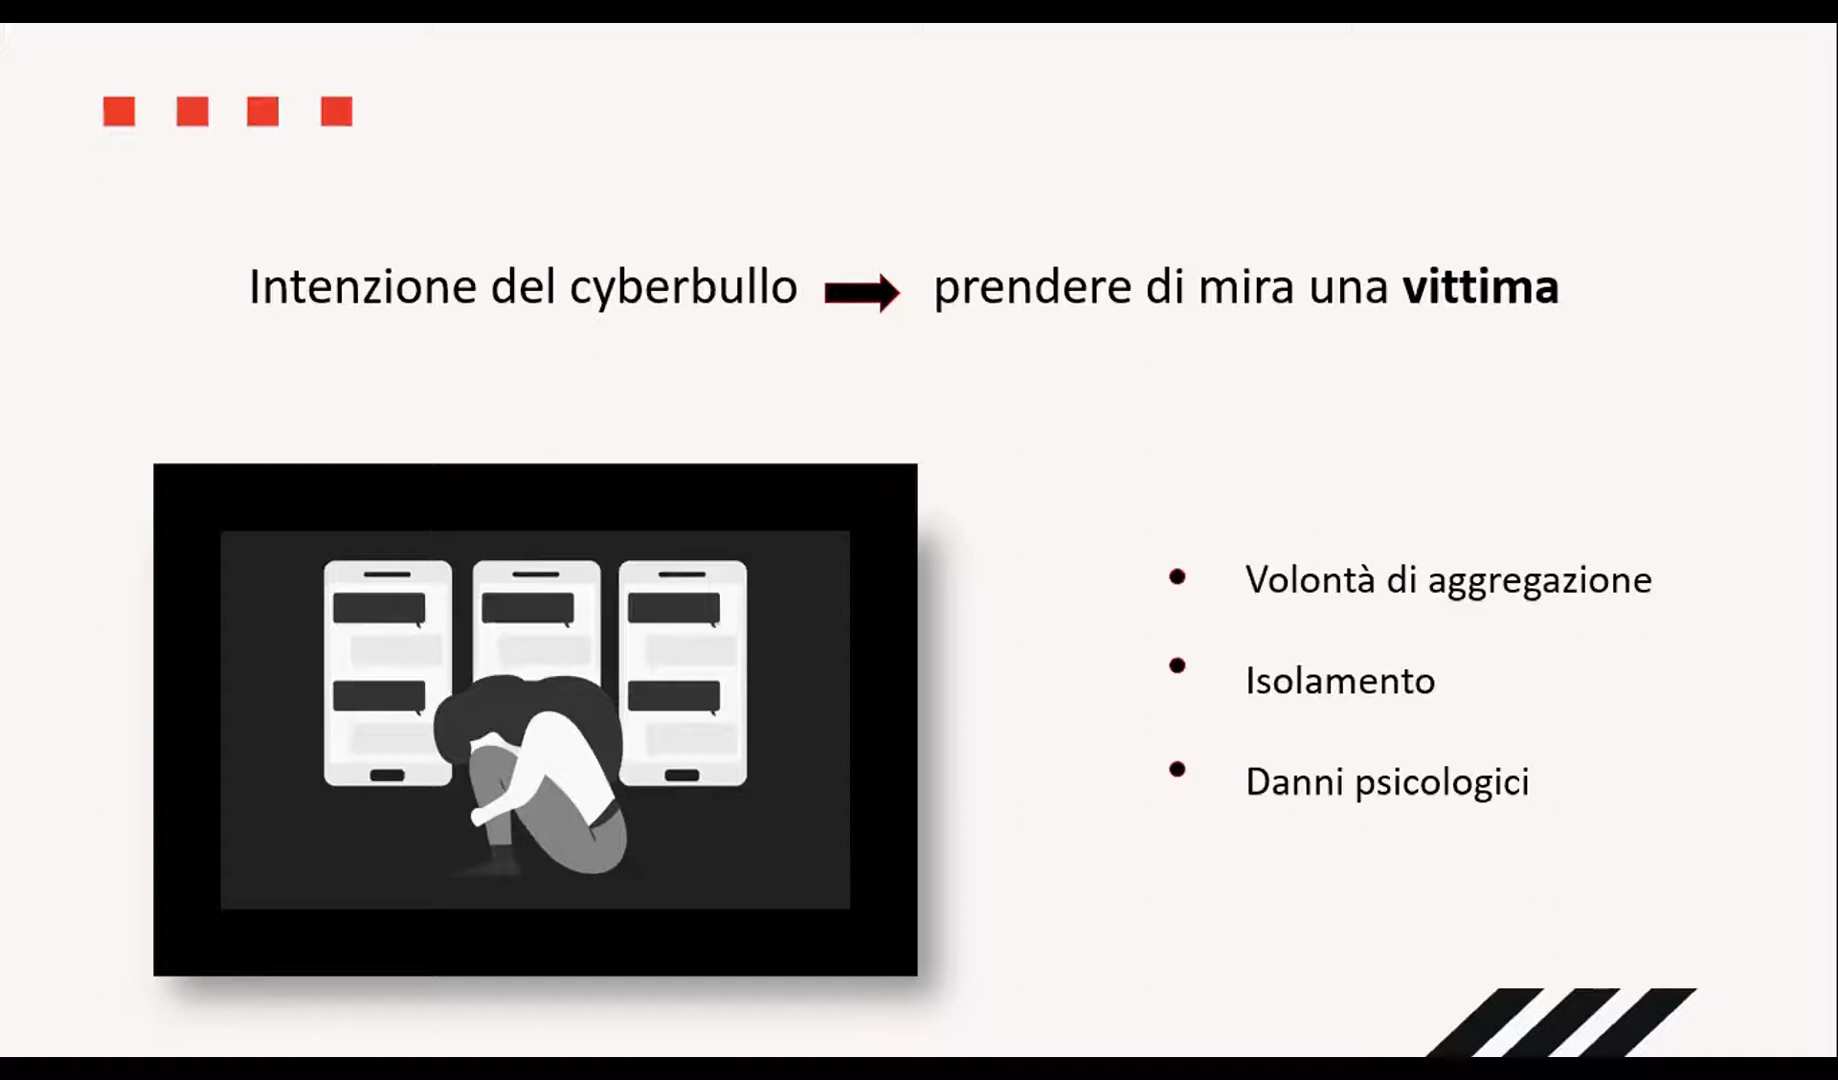 Intenzione del cyberbullo prendere di mira una vittima
Volontà di aggregazione
Isolamento
Danni psicologici